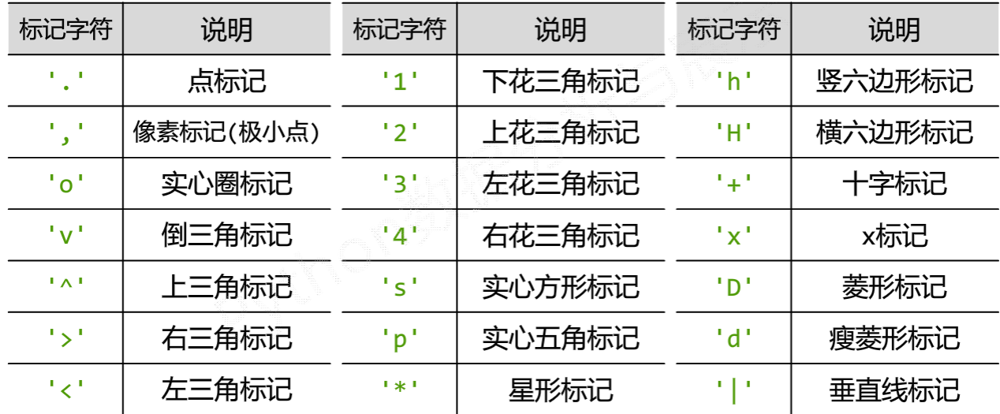 标记字符 说明 标记字符 说明 标记字符 说明
'.' 点标记 '1' 下花三角标记 'h' 竖六边形标记
',' 像素标记(极小点) '2' 上花三角标记 'H' 横六边形标记
'o' 实心圈标记 '3' 左花三角标记 '+' 十字标记
'v' 倒三角标记 '4' 右花三角标记 'x' x标记
'^' 上三角标记 's' 实心方形标记 'D' 菱形标记
'>' 右三角标记 'p' 实心五角标记 'd' 瘦菱形标记
'<' 左三角标记 '*' 星形标记 '|' 垂直线标记